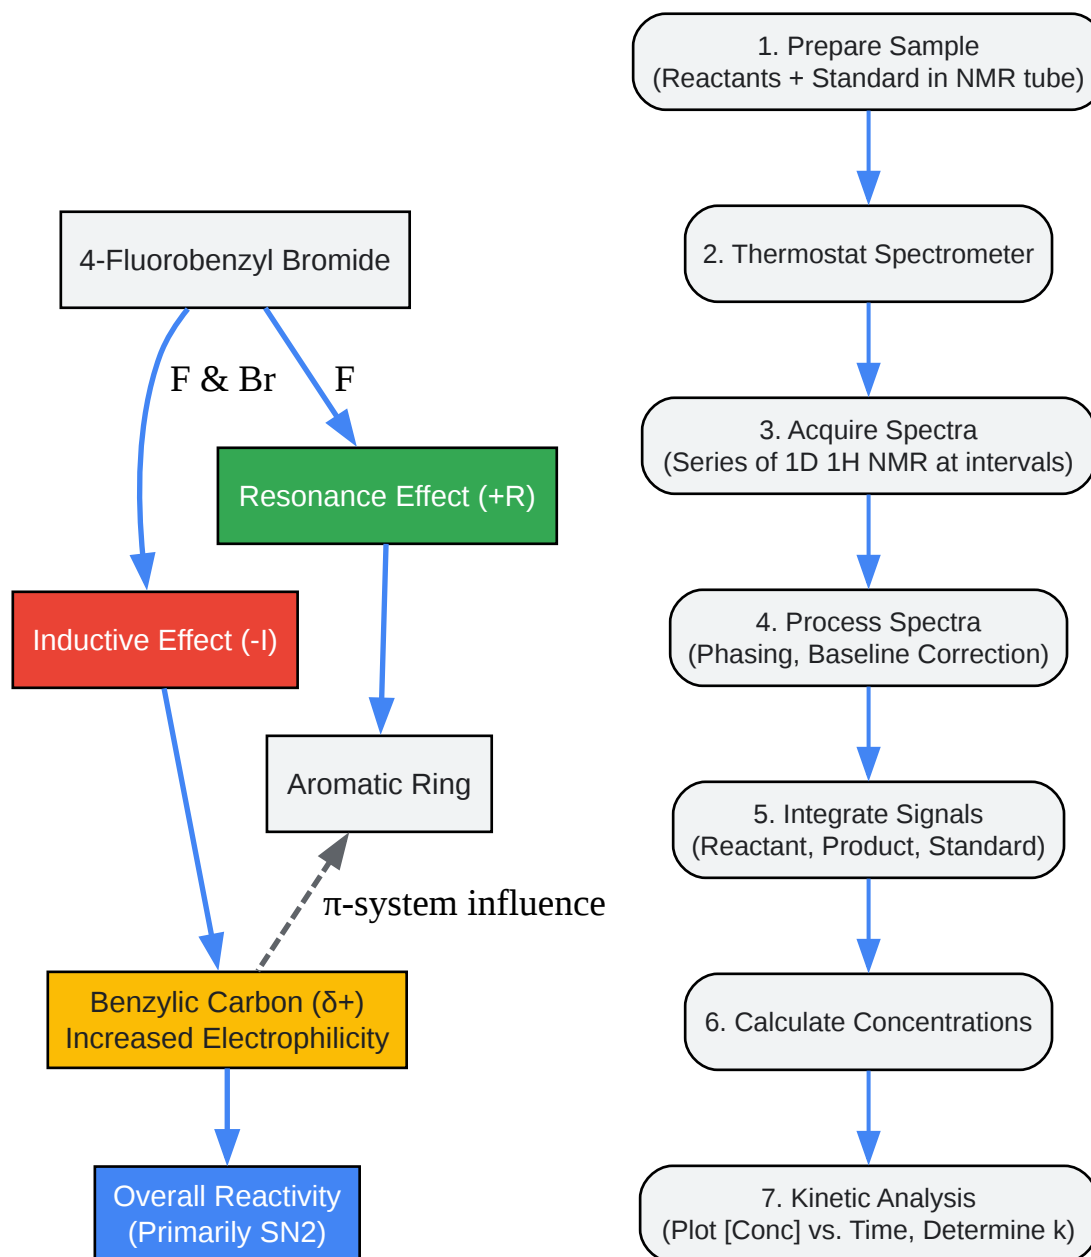 4-Fluorobenzyl Bromide
F & Br
F
Resonance Effect (+R)
Inductive Effect (-I)
Aromatic Ring
π-system influence
Benzylic Carbon (δ+)
Increased Electrophilicity
Overall Reactivity
(Primarily SN2)
1. Prepare Sample
(Reactants + Standard in NMR tube)
2. Thermostat Spectrometer
3. Acquire Spectra
(Series of 1D 1H NMR at intervals)
4. Process Spectra
(Phasing, Baseline Correction)
5. Integrate Signals
(Reactant, Product, Standard)
6. Calculate Concentrations
7. Kinetic Analysis
(Plot [Conc] vs. Time, Determine k)